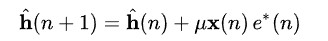 𝐡̂(n + 1) = 𝐡̂(n) + μ𝐱(n) e*(n)